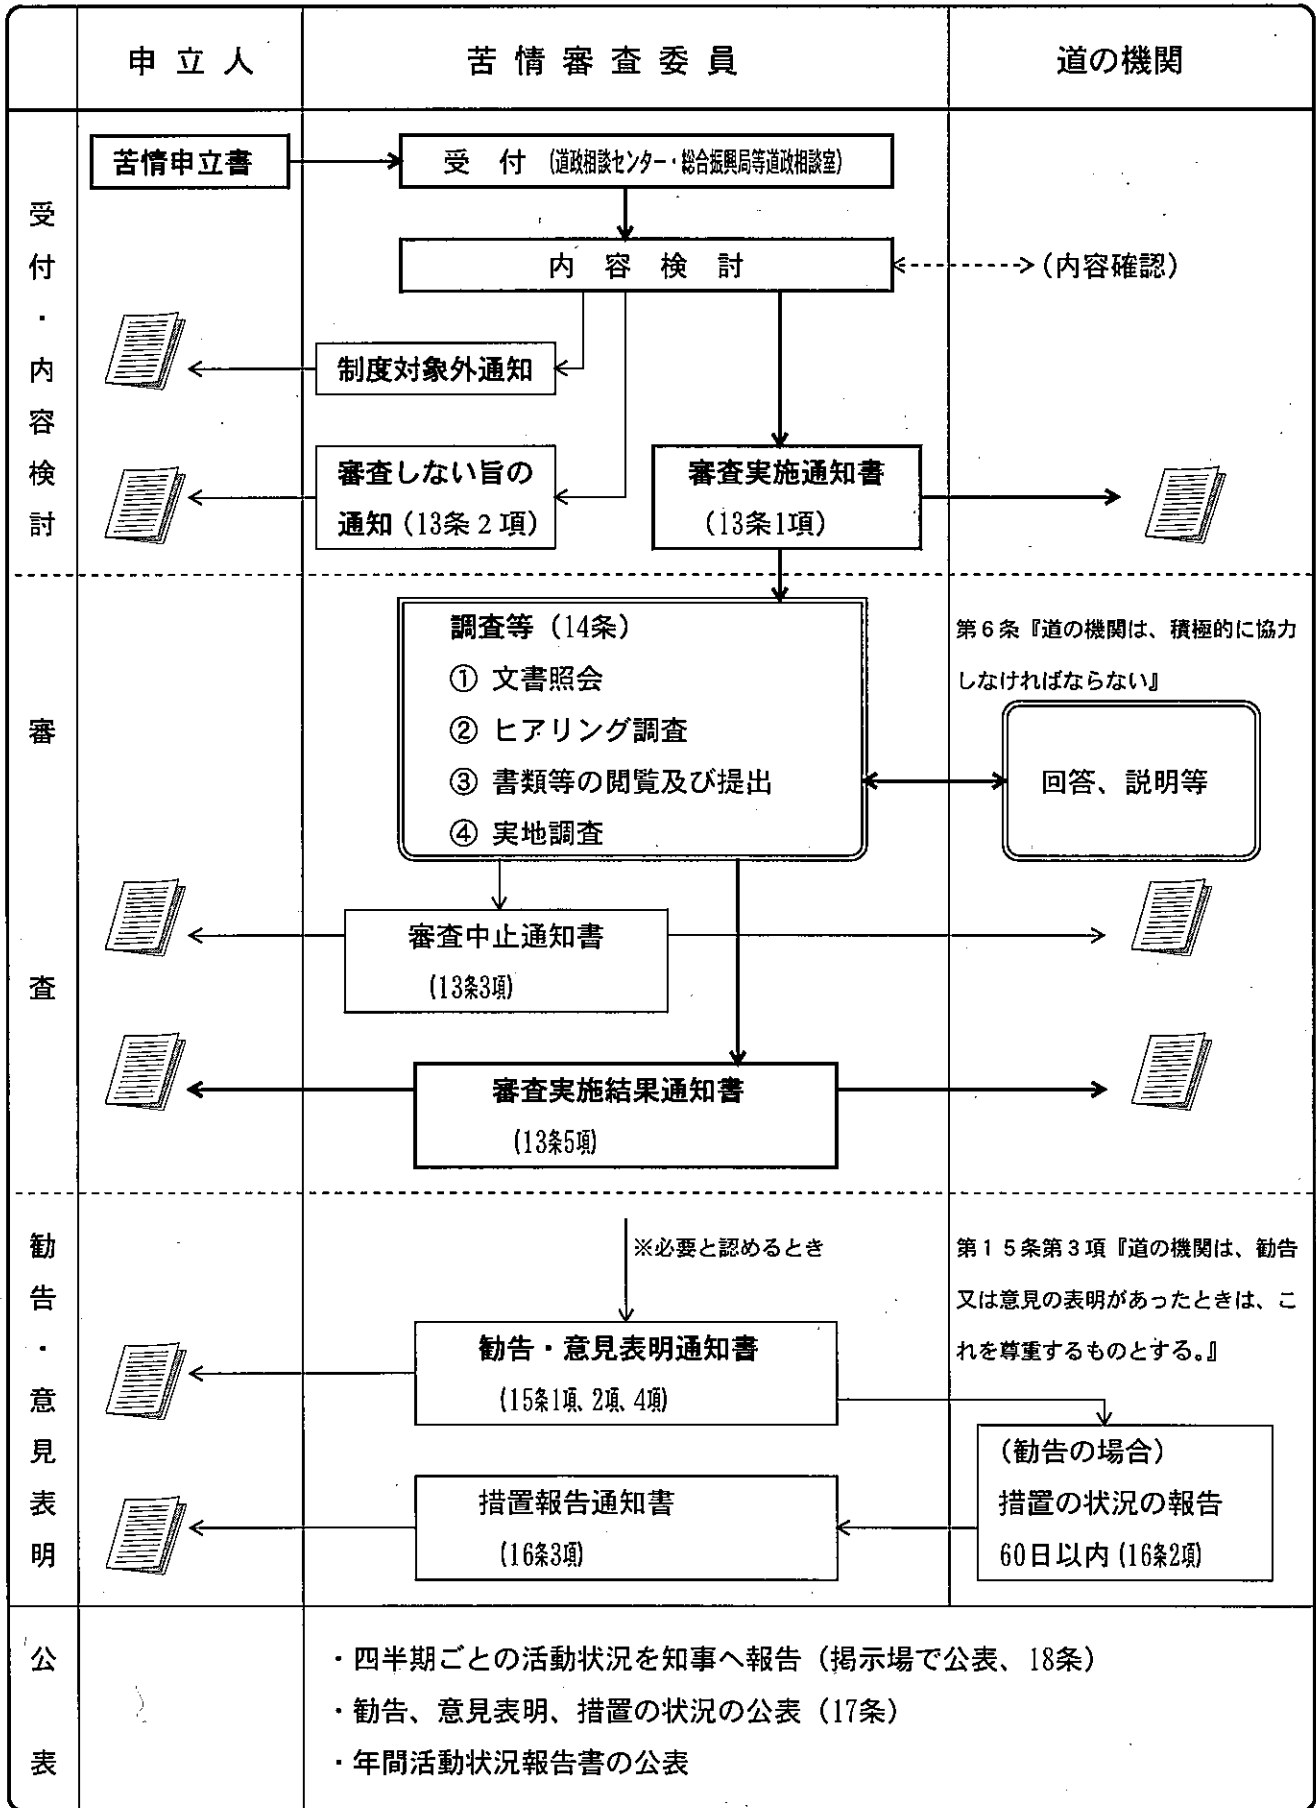 申立人
苦情審査委員
道の機関
受付・内容検討
苦情申立書
受 付 (道政相談センター・総合振興局等道政相談室)
内容検討
(内容確認)
制度対象外通知
審査しない旨の
通知 (13条2項)
審査実施通知書
(13条1項)
審査
調査等 (14条)
① 文書照会
② ヒアリング調査
③ 書類等の閲覧及び提出
④ 実地調査
第6条『道の機関は、積極的に協力
しなければならない』
回答、説明等
審査中止通知書
(13条3項)
審査実施結果通知書
(13条5項)
勧告・意見表明
※必要と認めるとき
勧告・意見表明通知書
(15条1項、2項、4項)
第15条第3項『道の機関は、勧告
又は意見の表明があったときは、こ
れを尊重するものとする。』
(勧告の場合)
措置の状況の報告
60日以内 (16条2項)
措置報告通知書
(16条3項)
公表
・四半期ごとの活動状況を知事へ報告 (掲示場で公表、18条)
・勧告、意見表明、措置の状況の公表 (17条)
・年間活動状況報告書の公表